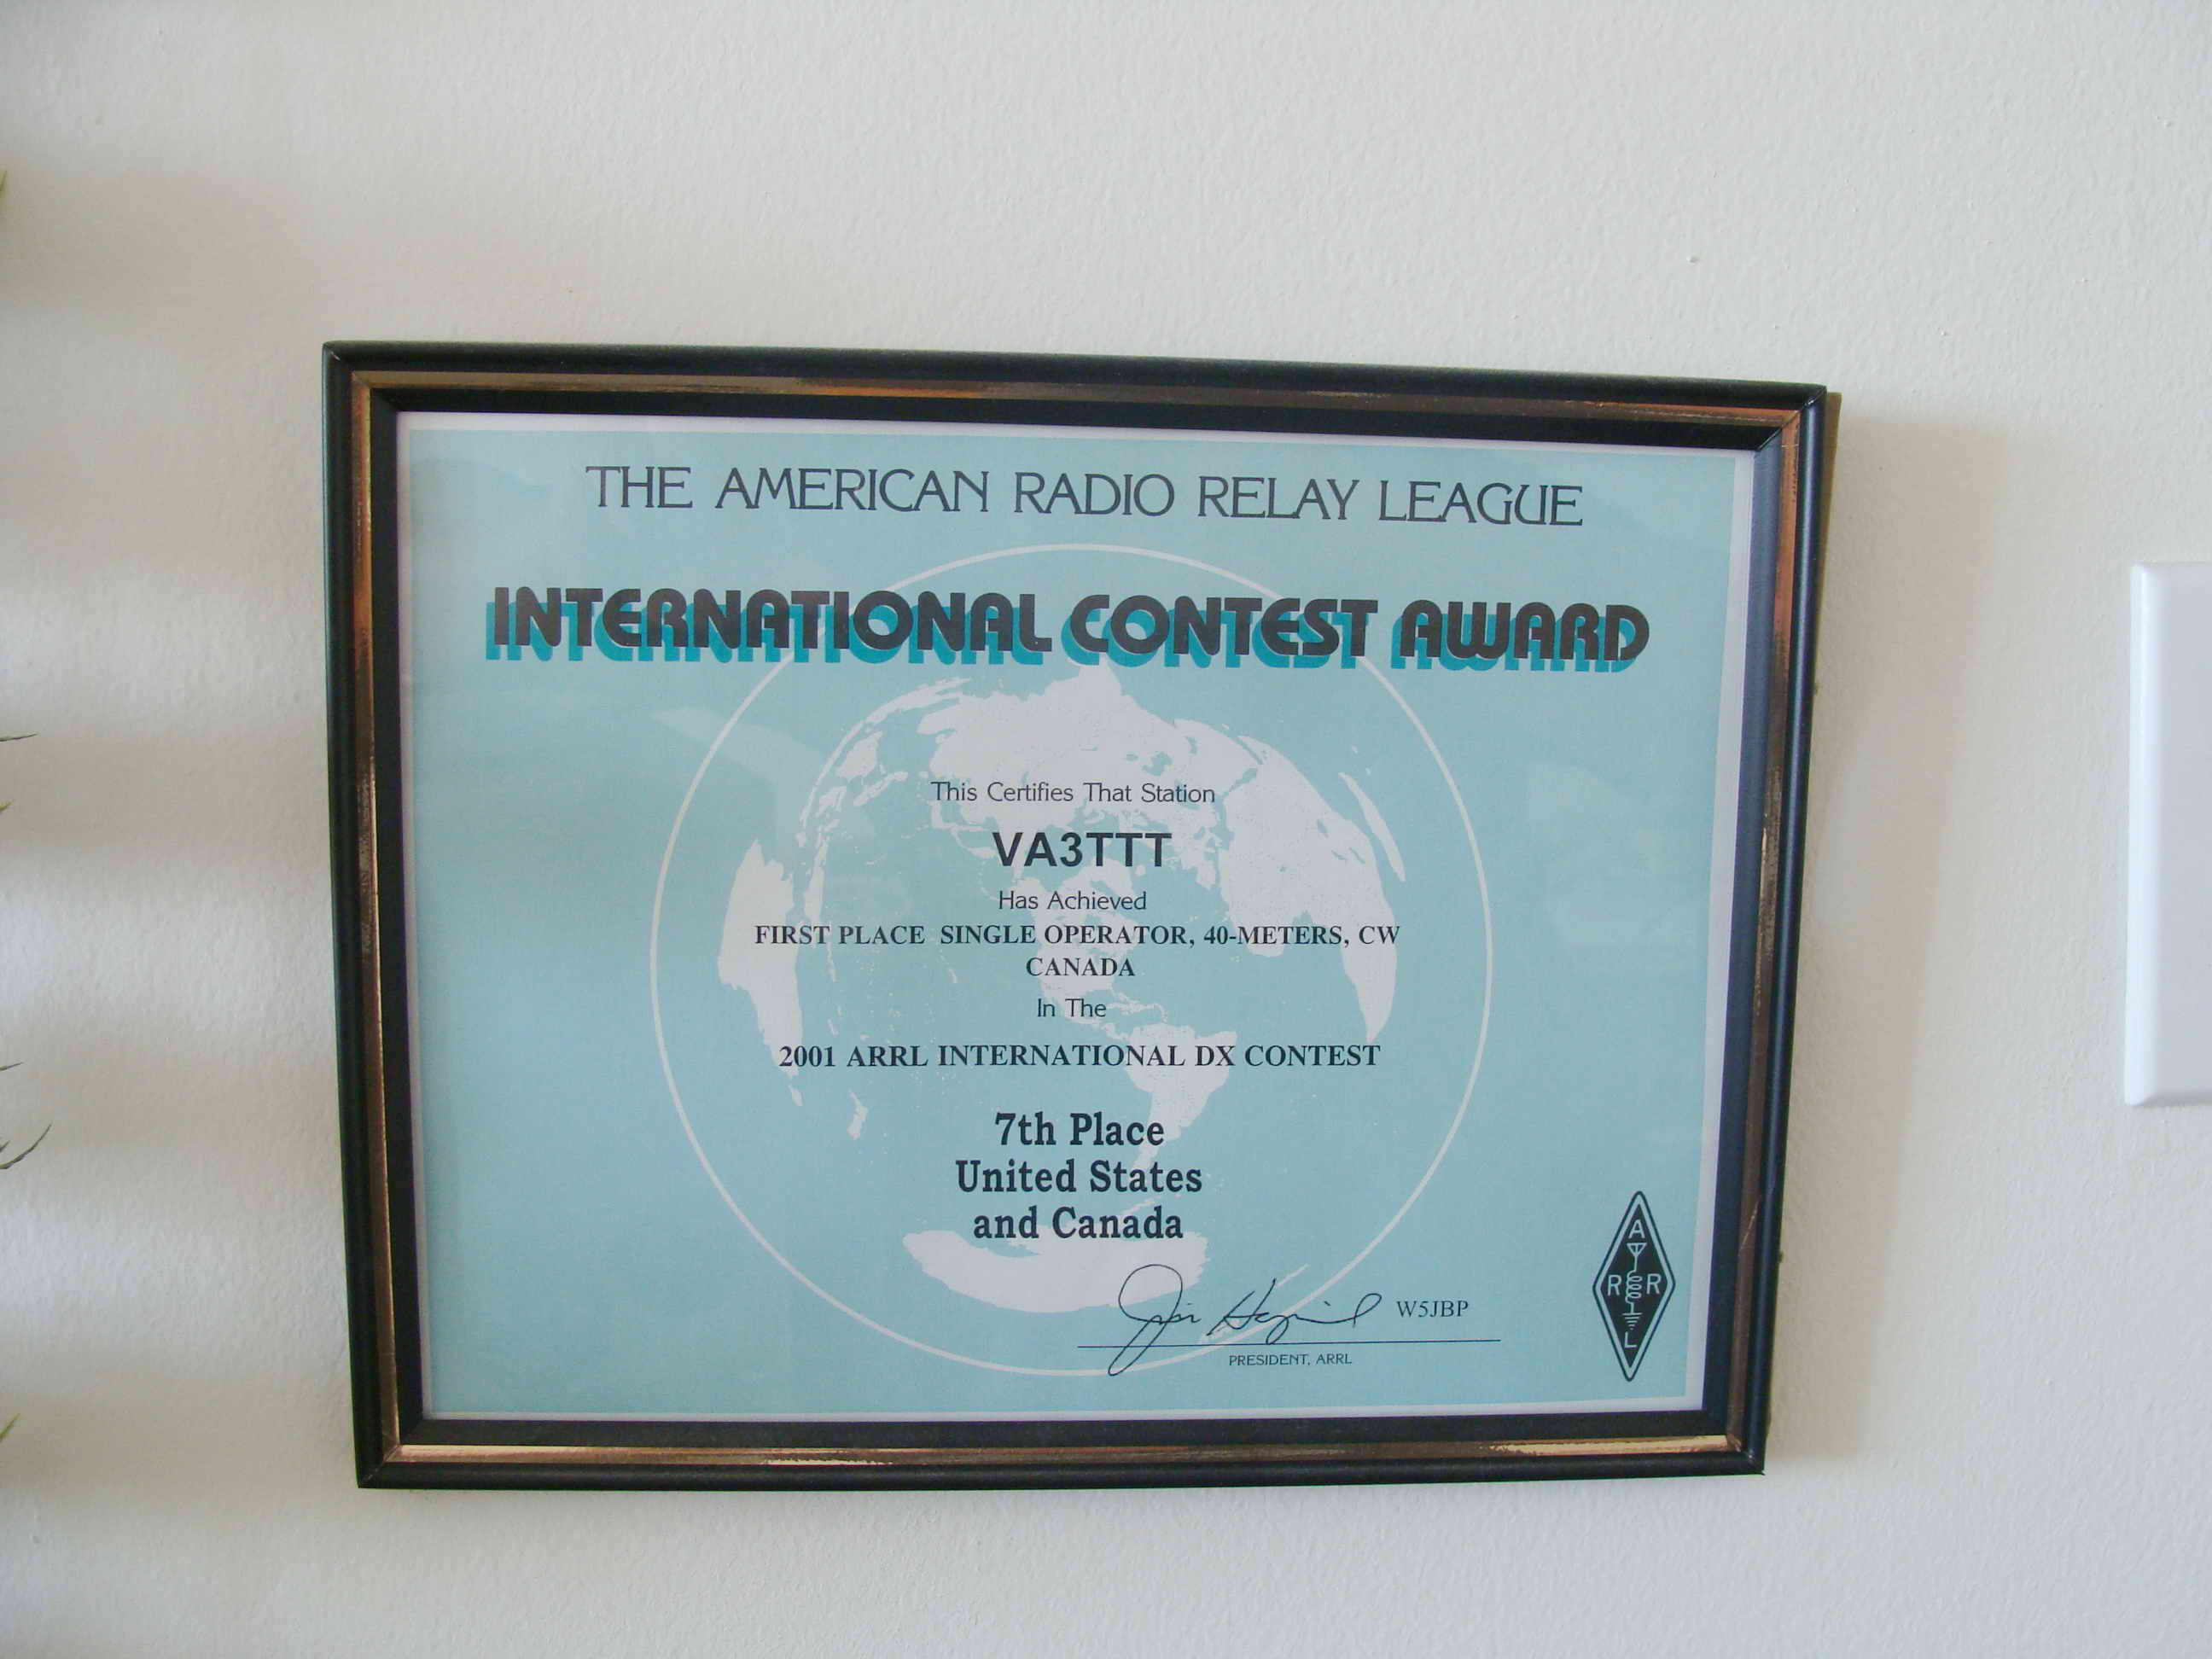 THE AMERICAN RADIO RELAY LEAGUE
INTERNATIONAL CONTEST AWARD
This Certifies That Station
VA3TTT
Has Achieved
FIRST PLACE SINGLE OPERATOR, 40-METERS, CW
CANADA
In The
2001 ARRL INTERNATIONAL DX CONTEST
7th Place
United States
and Canada
W5JBP
PRESIDENT, ARRL
A
R R
L